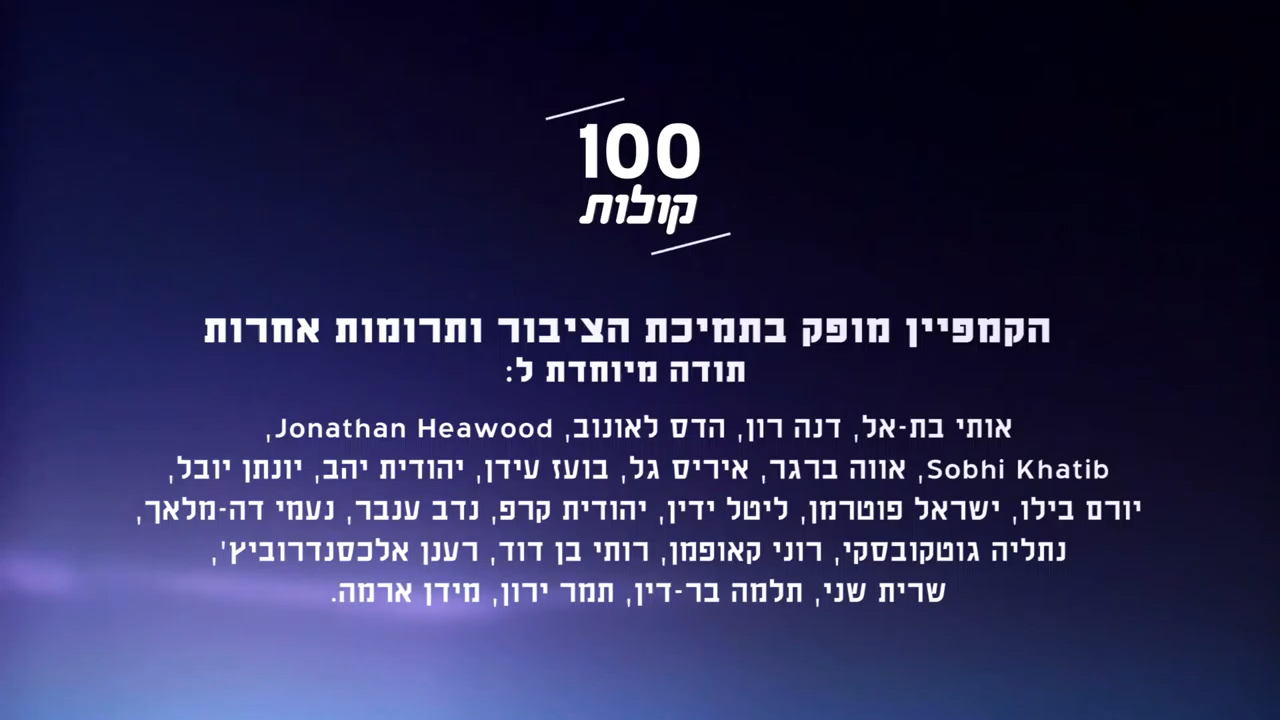 100
קולות
הקמפיין מופק בתמיכת הציבור ותרומות אחרות
תודה מיוחדת ל:
אותי בת-אל, דנה רון, הדס לאונוב, Jonathan Heawood,
Sobhi Khatib, אווה ברגר, איריס גל, בועז עידן, יהודית יהב, יונתן יובל,
יורם בילו, ישראל פוטרמן, ליטל ידין, יהודית קרפ, נדב ענבר, נעמי דה-מלאך,
נתליה גוטקובסקי, רוני קאופמן, רותי בן דוד, רענן אלכסנדרוביץ',
שרית שני, תלמה בר-דין, תמר ירון, מידן ארמה.